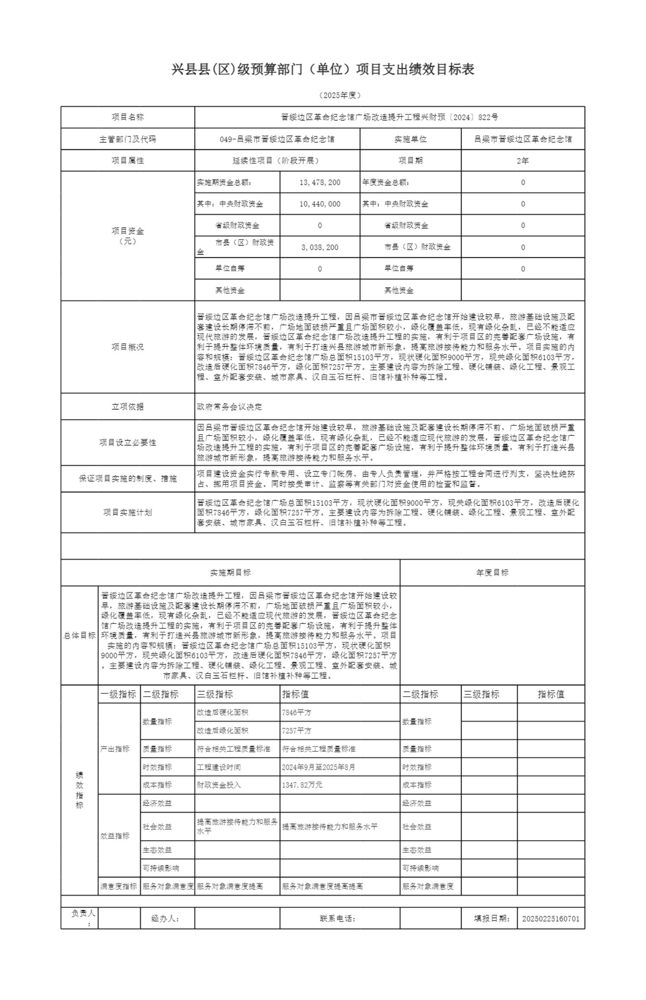 兴县县(区)级预算部门（单位）项目支出绩效目标表
（2025年度）
项目名称 晋绥边区革命纪念馆广场改造提升工程兴财预〔2024〕822号
主管部门及代码 049-吕梁市晋绥边区革命纪念馆 实施单位 吕梁市晋绥边区革命纪念馆
项目属性 延续性项目（阶段开展） 项目期 2年
项目资金
（元）
实施期资金总额： 13,478,200 年度资金总额： 0
其中：中央财政资金 10,440,000 其中：中央财政资金 0
省级财政资金 0 省级财政资金 0
市县（区）财政资
金 3,038,200 市县（区）财政资金 0
单位自筹 0 单位自筹 0
其他资金 其他资金
项目概况
晋绥边区革命纪念馆广场改造提升工程，因吕梁市晋绥边区革命纪念馆开始建设较早，旅游基础设施及配
套建设长期停滞不前，广场地面破损严重且广场面积较小，绿化覆盖率低，现有绿化杂乱，已经不能适应
现代旅游的发展，晋绥边区革命纪念馆广场改造提升工程的实施，有利于项目区的完善配套广场设施，有
利于提升整体环境质量，有利于打造兴县旅游城市新形象，提高旅游接待能力和服务水平。项目实施的内
容和规模：晋绥边区革命纪念馆广场总面积15103平方，现状硬化面积9000平方，现关绿化面积6103平方，
改造后硬化面积7846平方，绿化面积7257平方。主要建设内容为拆除工程、硬化铺装、绿化工程、景观工
程、室外配套安装、城市家具、汉白玉石栏杆、旧馆补植补种等工程。
立项依据 政府常务会议决定
项目设立必要性
因吕梁市晋绥边区革命纪念馆开始建设较早，旅游基础设施及配套建设长期停滞不前，广场地面破损严重
且广场面积较小，绿化覆盖率低，现有绿化杂乱，已经不能适应现代旅游的发展，晋绥边区革命纪念馆广
场改造提升工程的实施，有利于项目区的完善配套广场设施，有利于提升整体环境质量，有利于打造兴县
旅游城市新形象，提高旅游接待能力和服务水平。
保证项目实施的制度、措施
项目建设资金实行专款专用、设立专门帐房、由专人负责管理，并严格按工程合同进行列支，坚决杜绝挤
占、挪用项目资金。同时接受审计、监察等有关部门对资金使用的检查和监督。
项目实施计划
晋绥边区革命纪念馆广场总面积15103平方，现状硬化面积9000平方，现关绿化面积6103平方，改造后硬化
面积7846平方，绿化面积7257平方。主要建设内容为拆除工程、硬化铺装、绿化工程、景观工程、室外配
套安装、城市家具、汉白玉石栏杆、旧馆补植补种等工程。
实施期目标 年度目标
总体目标
晋绥边区革命纪念馆广场改造提升工程，因吕梁市晋绥边区革命纪念馆开始建设较
早，旅游基础设施及配套建设长期停滞不前，广场地面破损严重且广场面积较小，
绿化覆盖率低，现有绿化杂乱，已经不能适应现代旅游的发展，晋绥边区革命纪念
馆广场改造提升工程的实施，有利于项目区的完善配套广场设施，有利于提升整体
环境质量，有利于打造兴县旅游城市新形象，提高旅游接待能力和服务水平。项目
实施的内容和规模：晋绥边区革命纪念馆广场总面积15103平方，现状硬化面积
9000平方，现关绿化面积6103平方，改造后硬化面积7846平方，绿化面积7257平方
。主要建设内容为拆除工程、硬化铺装、绿化工程、景观工程、室外配套安装、城
市家具、汉白玉石栏杆、旧馆补植补种等工程。
绩
效
指
标
一级指标 二级指标 三级指标 指标值 二级指标 三级指标 指标值
产出指标 数量指标 改造后硬化面积 7846平方 数量指标
改造后绿化面积 7257平方
质量指标 符合相关工程质量标准 符合相关工程质量标准 质量指标
时效指标 工程建设时间 2024年9月至2025年8月 时效指标
成本指标 财政资金投入 1347.82万元 成本指标
效益指标 经济效益 经济效益
社会效益 提高旅游接待能力和服务
水平 提高旅游接待能力和服务水平 社会效益
生态效益 生态效益
可持续影响 可持续影响
满意度指标 服务对象满意度 服务对象满意度提高 服务对象满意度提高提高 服务对象满意度
负责人
： 经办人： 联系电话： 填报日期： 20250225160701